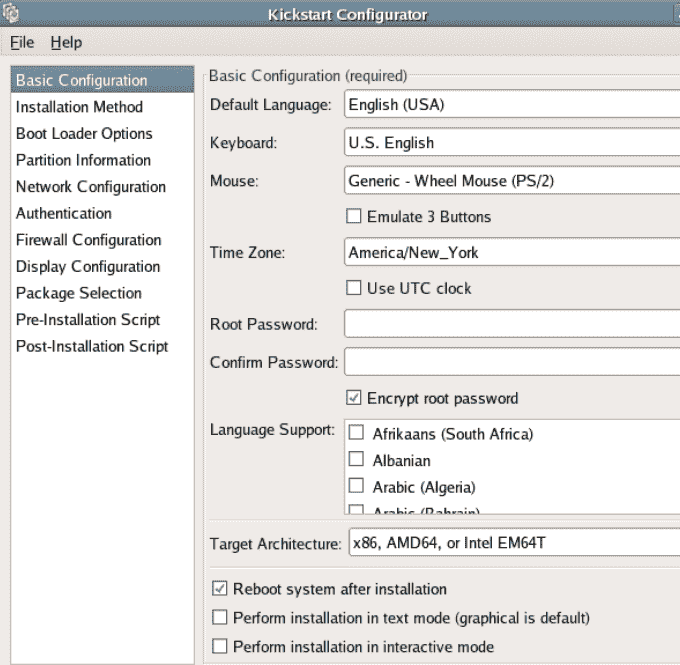 Kickstart Configurator
File Help
Basic Configuration
Installation Method
Boot Loader Options
Partition Information
Network Configuration
Authentication
Firewall Configuration
Display Configuration
Package Selection
Pre-Installation Script
Post-Installation Script
Basic Configuration (required)
Default Language: English (USA)
Keyboard: U.S. English
Mouse: Generic - Wheel Mouse (PS/2)
Emulate 3 Buttons
Time Zone: America/New_York
Use UTC clock
Root Password:
Confirm Password:
Encrypt root password
Language Support:
Afrikaans (South Africa)
Albanian
Arabic (Algeria)
Arabic (Bahrain)
Target Architecture: x86, AMD64, or Intel EM64T
Reboot system after installation
Perform installation in text mode (graphical is default)
Perform installation in interactive mode